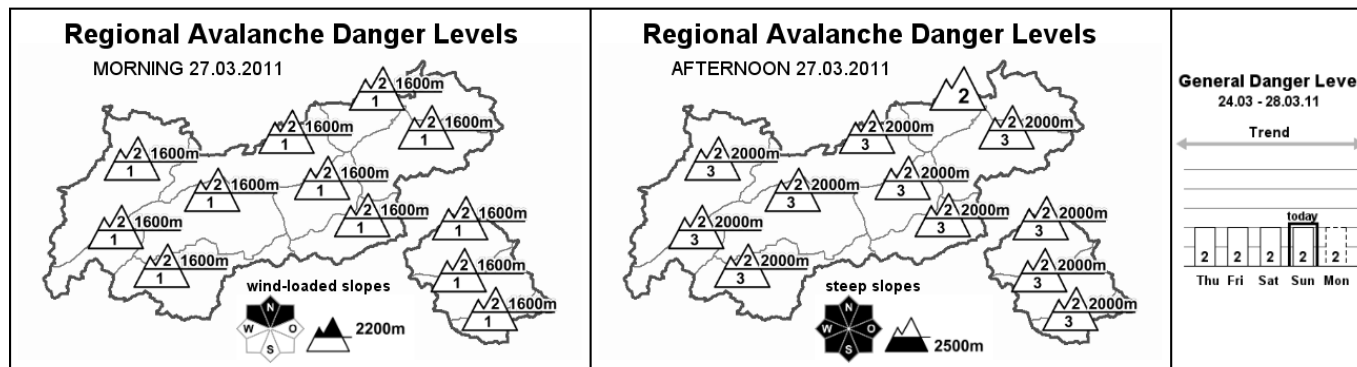 Regional Avalanche Danger Levels
MORNING 27.03.2011
2 1600m
1
2 1600m
1
2 1600m
1
2 1600m
1
2 1600m
1
2 1600m
1
2 1600m
1
2 1600m
1
2 1600m
1
2 1600m
1
2 1600m
1
2 1600m
1
wind-loaded slopes
N
W O
S
2200m
Regional Avalanche Danger Levels
AFTERNOON 27.03.2011
2
2 2000m
3
2 2000m
3
2 2000m
3
2 2000m
3
2 2000m
3
2 2000m
3
2 2000m
3
2 2000m
3
2 2000m
3
2 2000m
3
2 2000m
3
steep slopes
N
W O
S
2500m
General Danger Leve
24.03 - 28.03.11
Trend
today
2 2 2 2 2
Thu Fri Sat Sun Mon